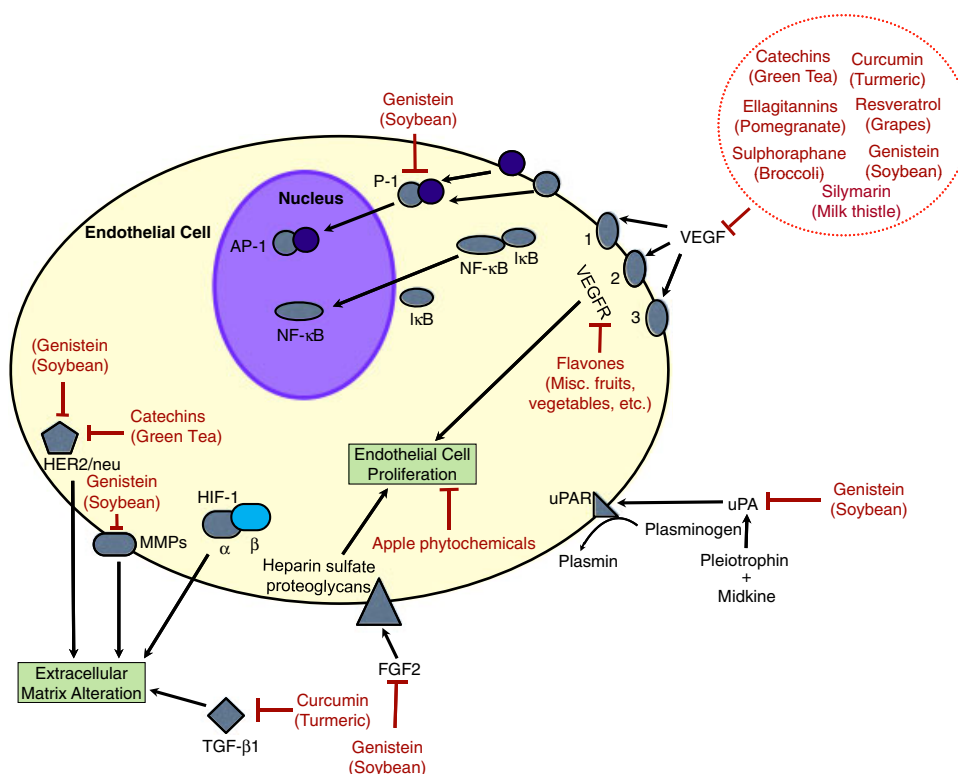 Catechins
(Green Tea)
Curcumin
(Turmeric)
Ellagitannins
(Pomegranate)
Resveratrol
(Grapes)
Sulphoraphane
(Broccoli)
Genistein
(Soybean)
Silymarin
(Milk thistle)
Genistein
(Soybean)
P-1
Nucleus
Endothelial Cell
AP-1
NF-κB
IκB
NF-κB
IκB
1
2
3
VEGF
VEGFR
Flavones
(Misc. fruits,
vegetables, etc.)
(Genistein
(Soybean)
Catechins
(Green Tea)
HER2/neu
Genistein
(Soybean)
MMPs
HIF-1
α
β
Endothelial Cell
Proliferation
Apple phytochemicals
Heparin sulfate
proteoglycans
uPAR
uPA
Genistein
(Soybean)
Plasminogen
Plasmin
Pleiotrophin
+
Midkine
FGF2
Genistein
(Soybean)
Extracellular
Matrix Alteration
Curcumin
(Turmeric)
TGF-β1